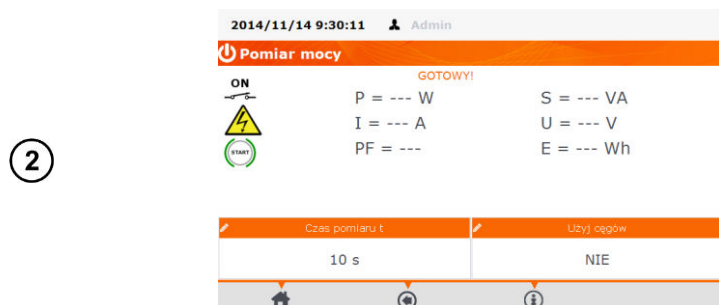 2014/11/14 9:30:11 Admin
Pomiar mocy
GOTOWY!
ON
P = --- W S = --- VA
I = --- A U = --- V
START
PF = --- E = --- Wh
2
Czas pomiaru t Użyj cęgów
10 s NIE